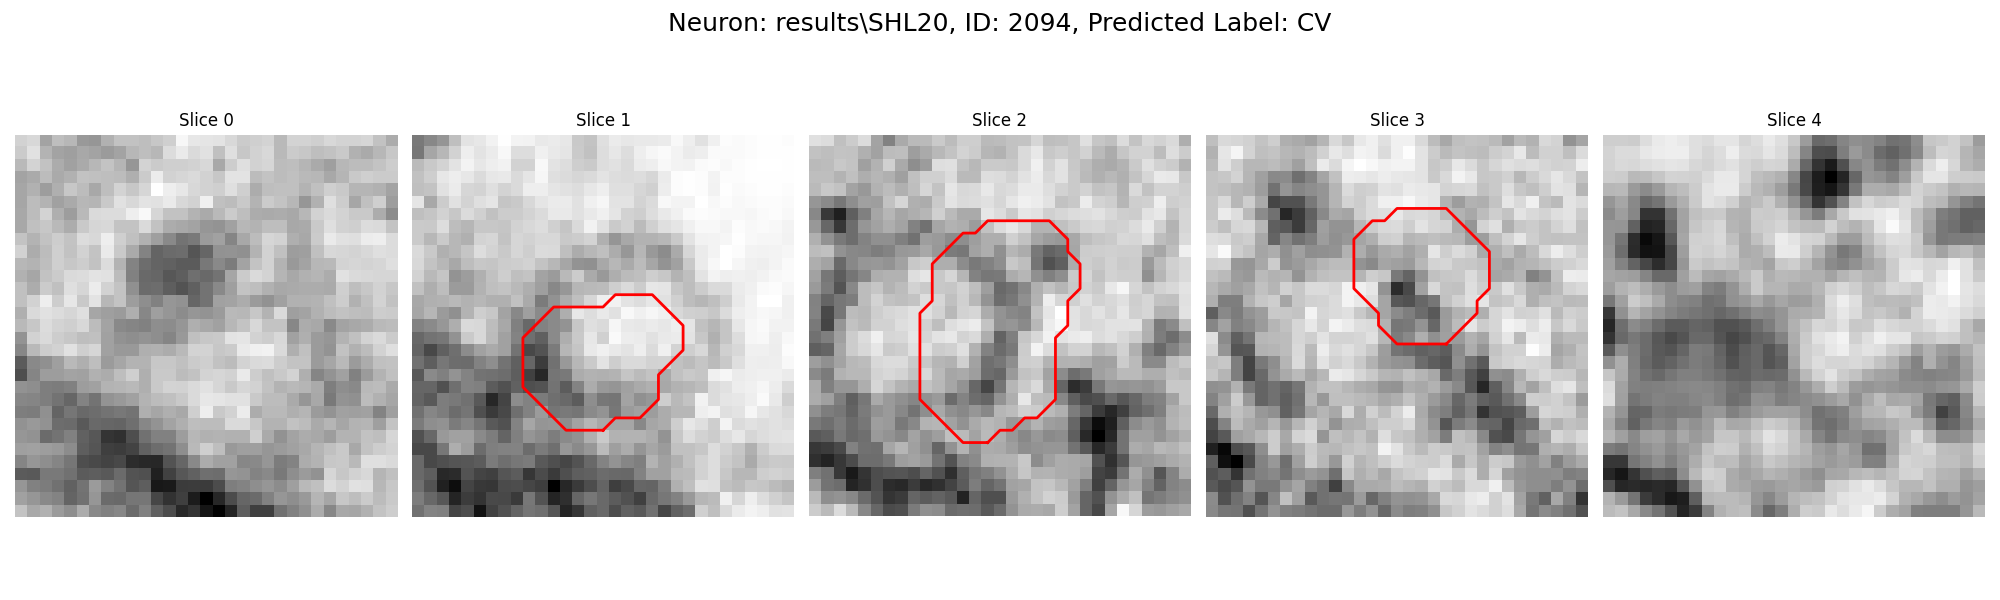 Neuron: results\SHL20, ID: 2094, Predicted Label: CV
Slice 0
Slice 1
Slice 2
Slice 3
Slice 4